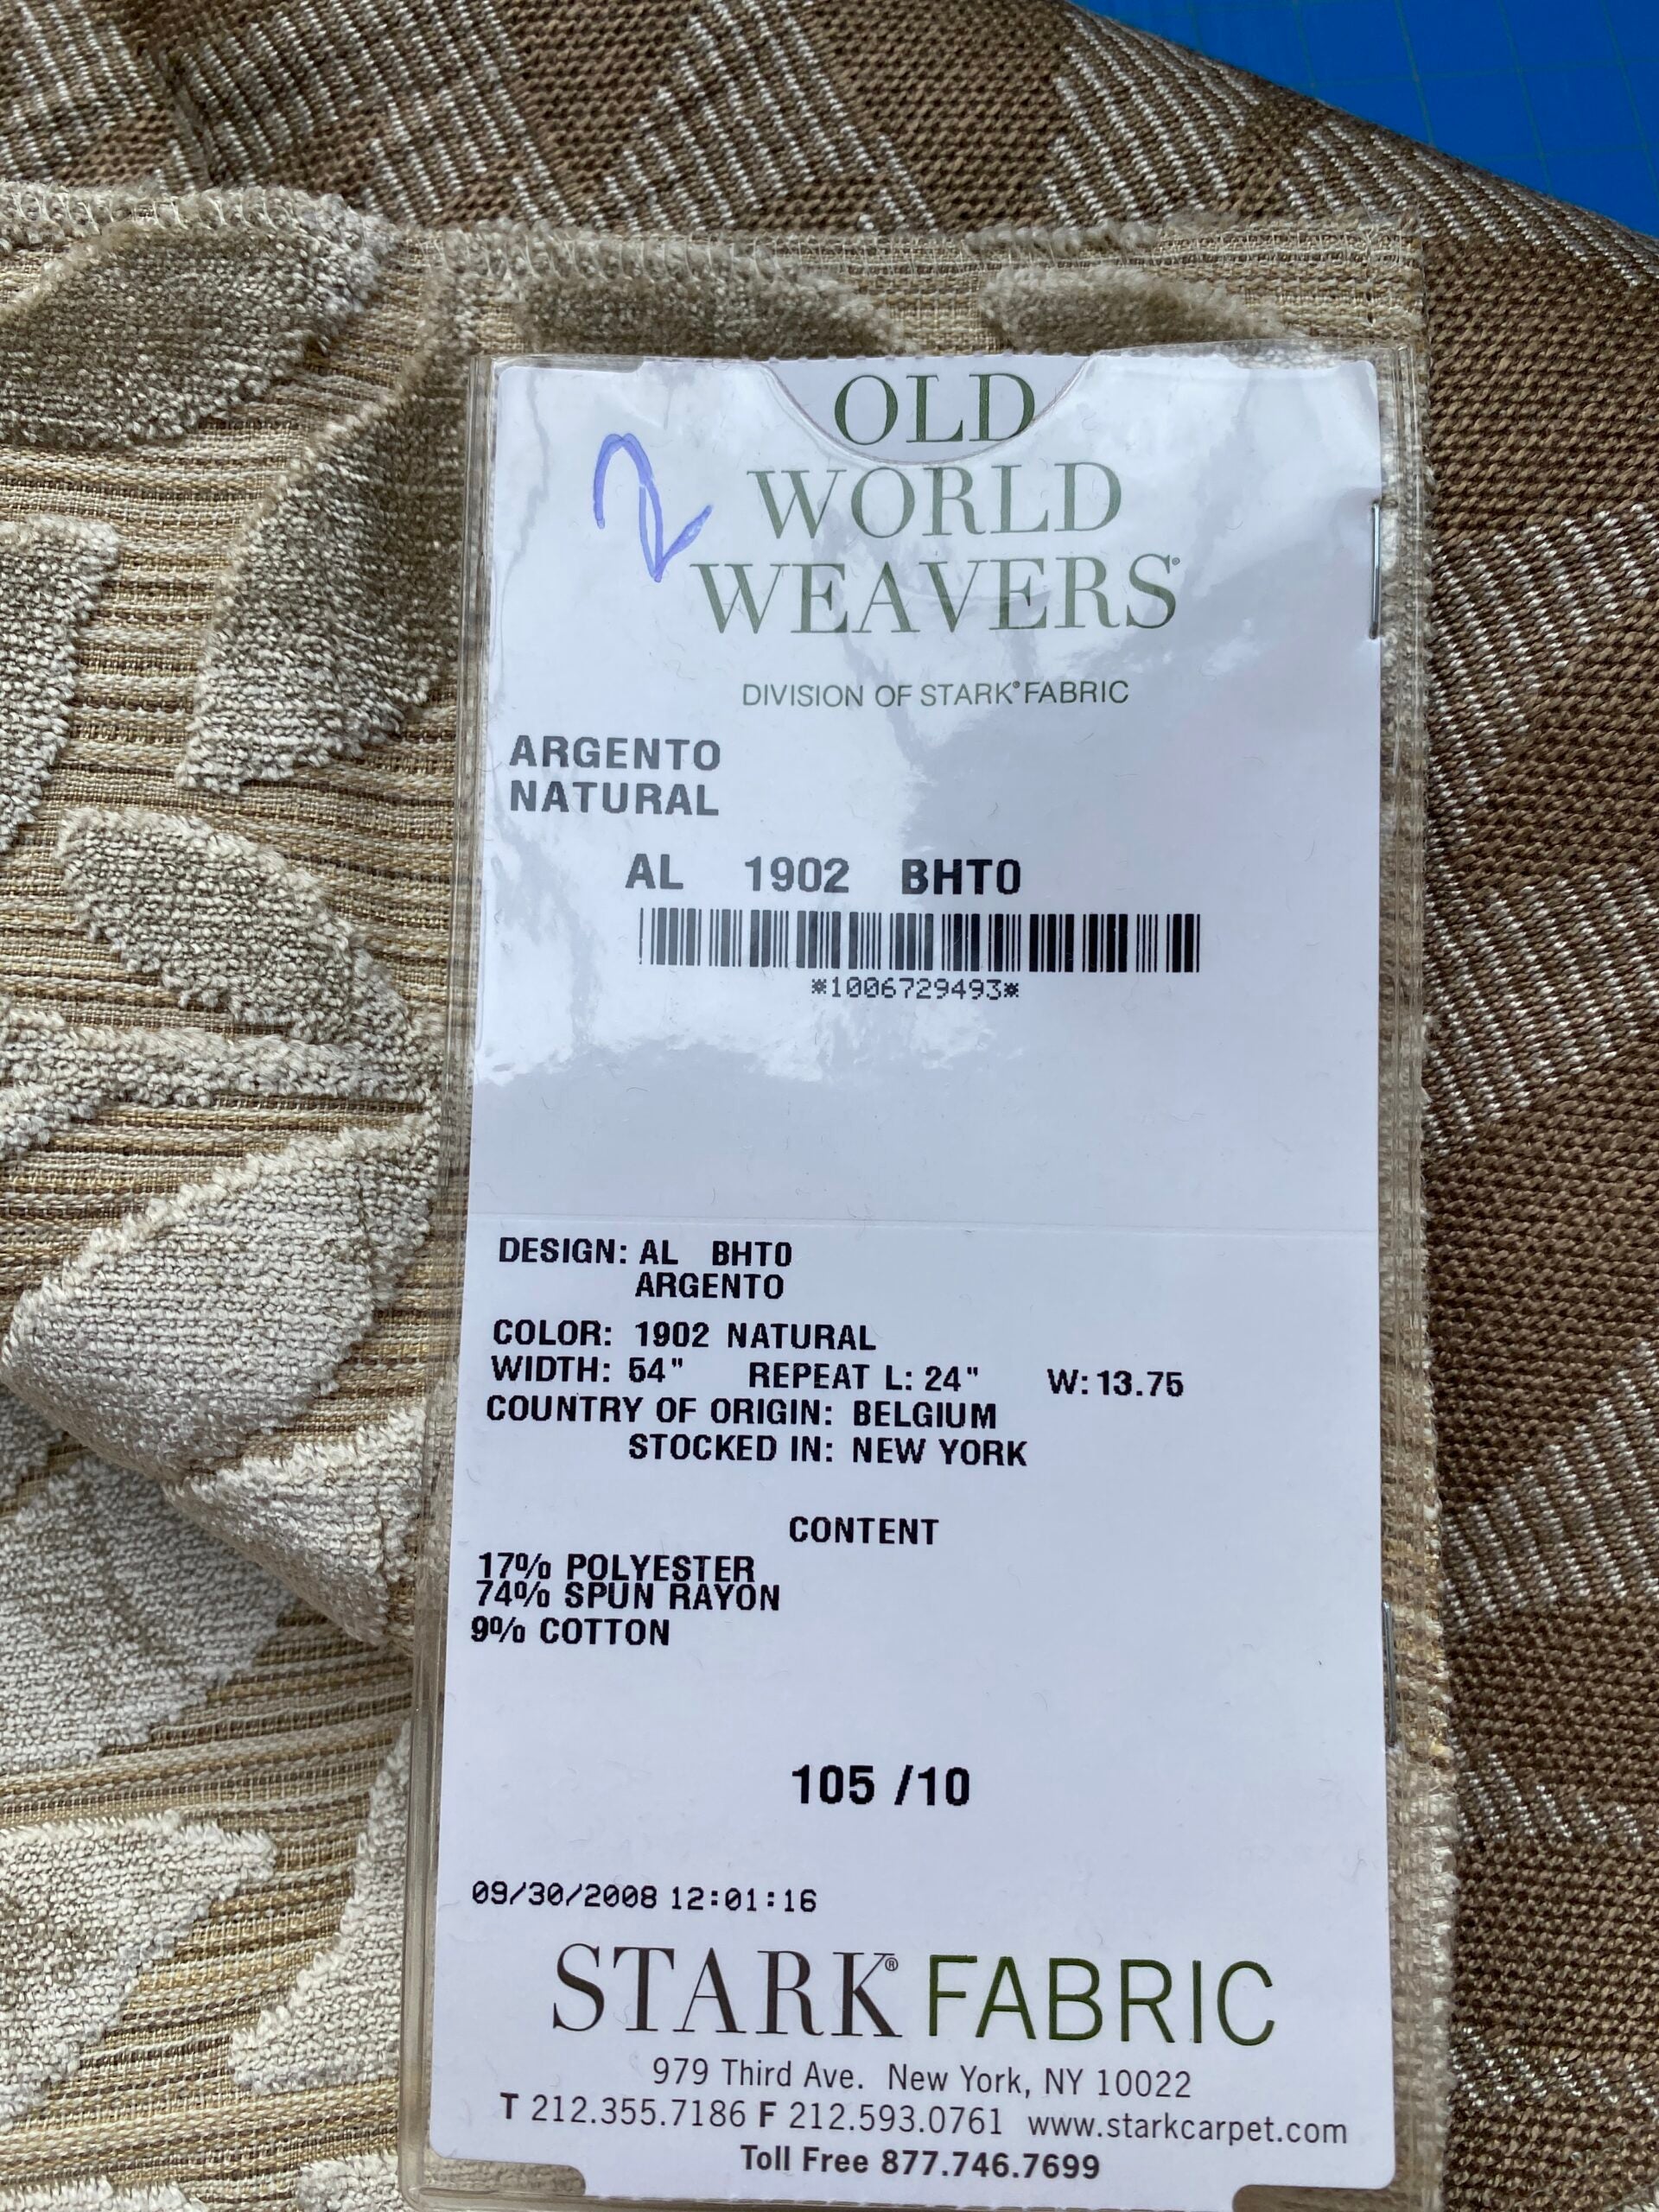 OLD
2
WORLD
WEAVERS®
DIVISION OF STARK® FABRIC
ARGENTO
NATURAL
AL 1902 BHT0
*1006729493*
DESIGN: AL BHT0
ARGENTO
COLOR: 1902 NATURAL
WIDTH: 54" REPEAT L: 24" W: 13.75
COUNTRY OF ORIGIN: BELGIUM
STOCKED IN: NEW YORK
CONTENT
17% POLYESTER
74% SPUN RAYON
9% COTTON
105 /10
09/30/2008 12:01:16
STARK® FABRIC
979 Third Ave. New York, NY 10022
T 212.355.7186 F 212.593.0761 www.starkcarpet.com
Toll Free 877.746.7699